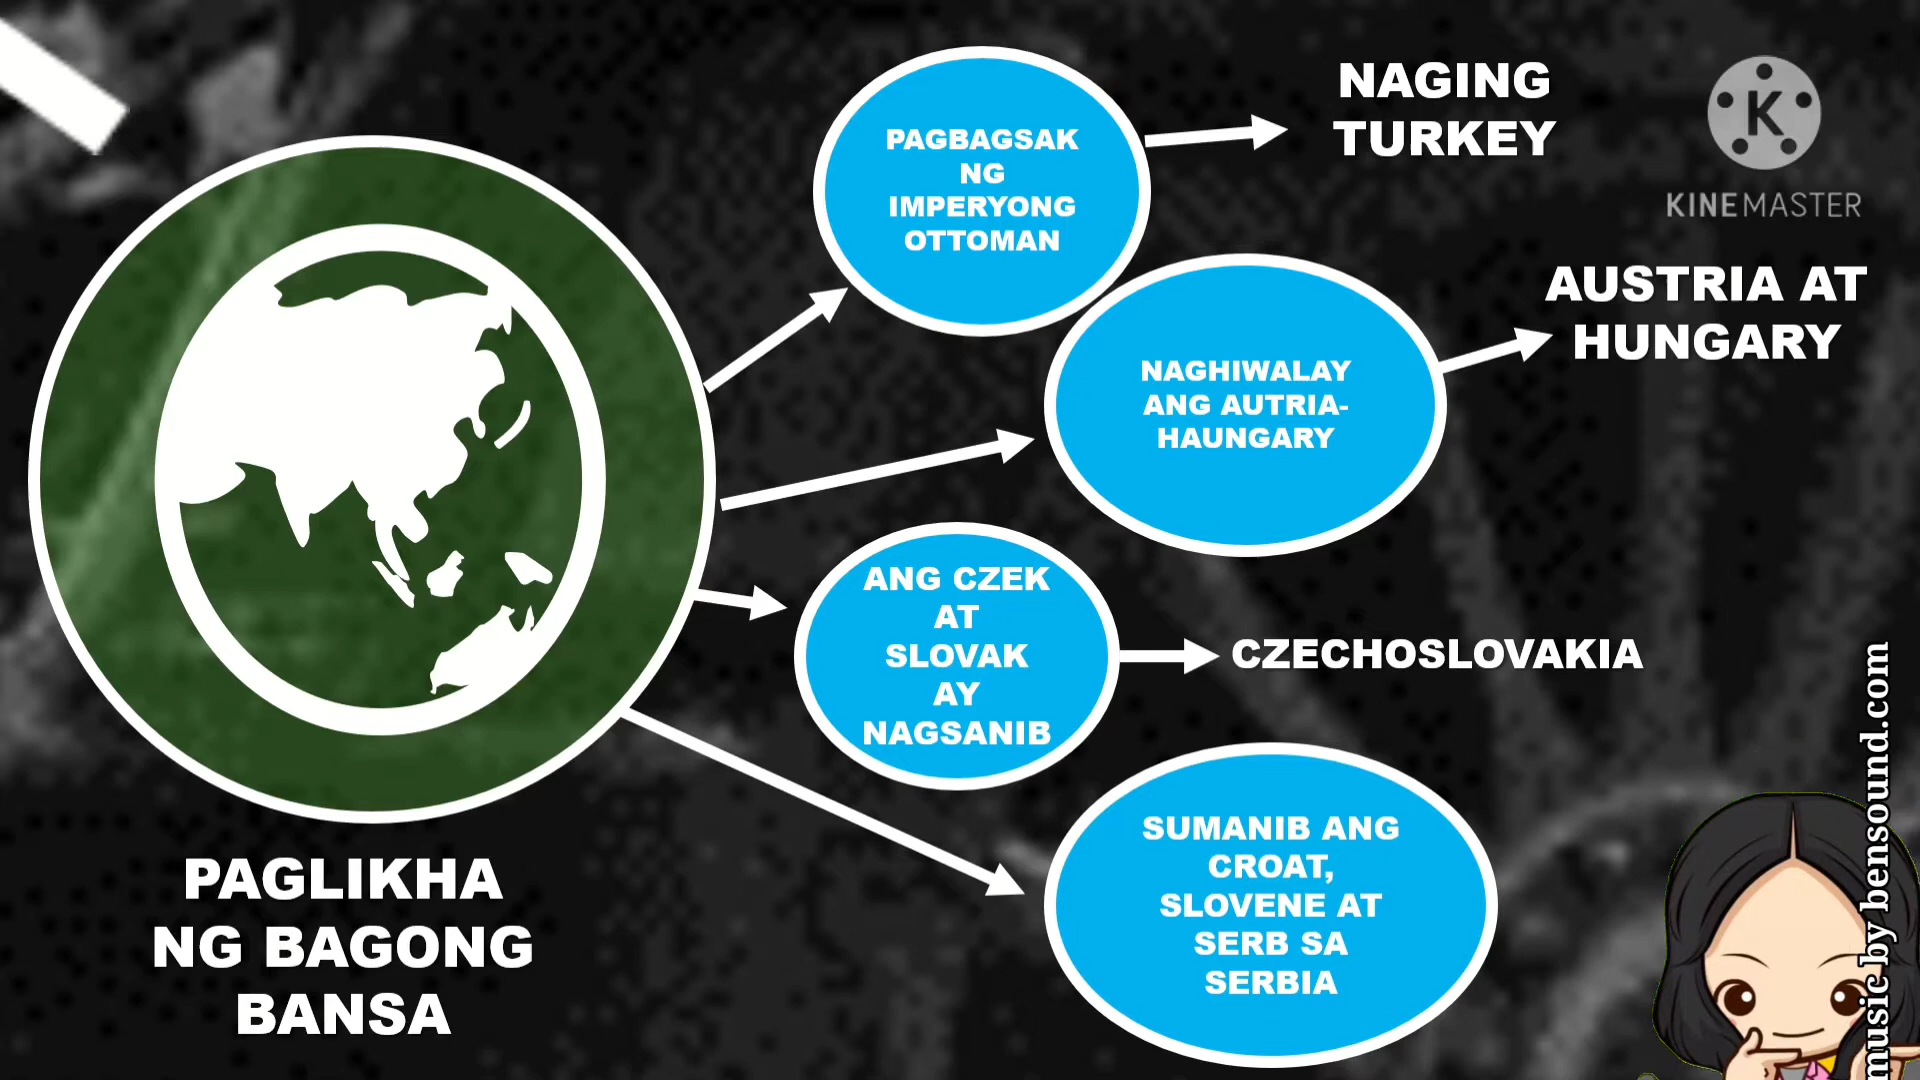 PAGBAGSAK
NG
IMPERYONG
OTTOMAN
NAGING
TURKEY
K
KINEMASTER
NAGHIWALAY
ANG AUTRIA-
HAUNGARY
AUSTRIA AT
HUNGARY
ANG CZEK
AT
SLOVAK
AY
NAGSANIB
CZECHOSLOVAKIA
SUMANIB ANG
CROAT,
SLOVENE AT
SERB SA
SERBIA
PAGLIKHA
NG BAGONG
BANSA
music by bensound.com